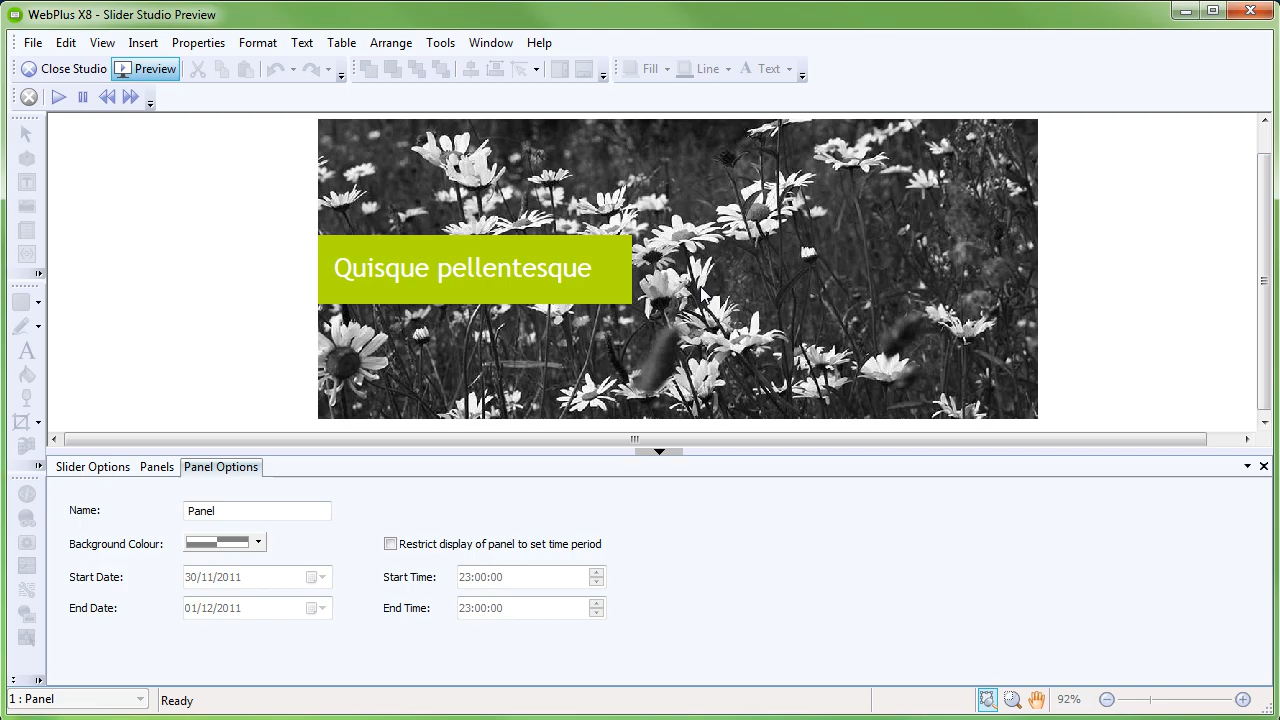 WebPlus X8 - Slider Studio Preview
File Edit View Insert Properties Format Text Table Arrange Tools Window Help
Close Studio Preview Fill Line A Text
Quisque pellentesque
Slider Options Panels Panel Options
Name: Panel
Background Colour: Restrict display of panel to set time period
Start Date: 30/11/2011 Start Time: 23:00:00
End Date: 01/12/2011 End Time: 23:00:00
1 : Panel Ready 92%